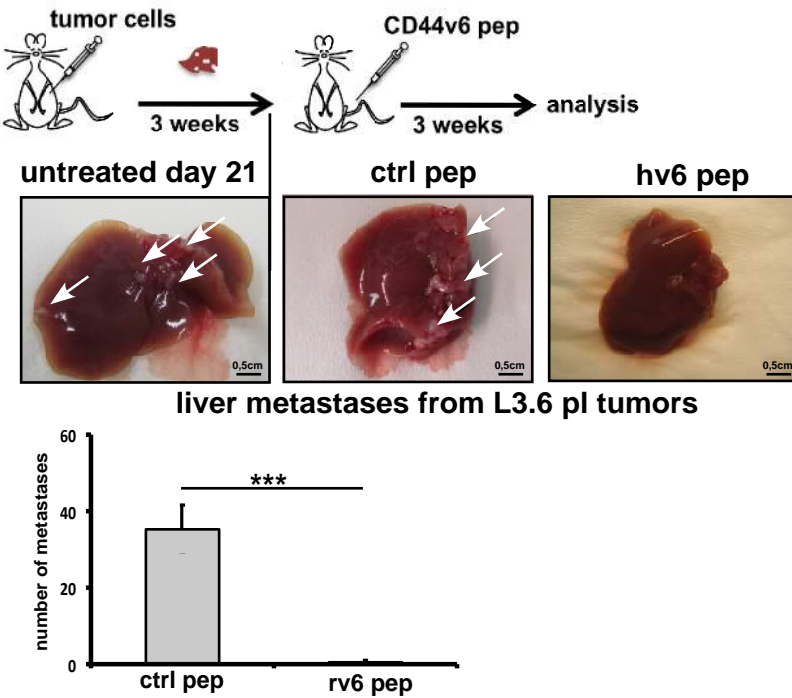 tumor cells
CD44v6 pep
3 weeks
3 weeks
analysis
untreated day 21
ctrl pep
hv6 pep
0,5cm
0,5cm
0,5cm
liver metastases from L3.6 pl tumors
number of metastases
60
40
20
0
***
ctrl pep
rv6 pep